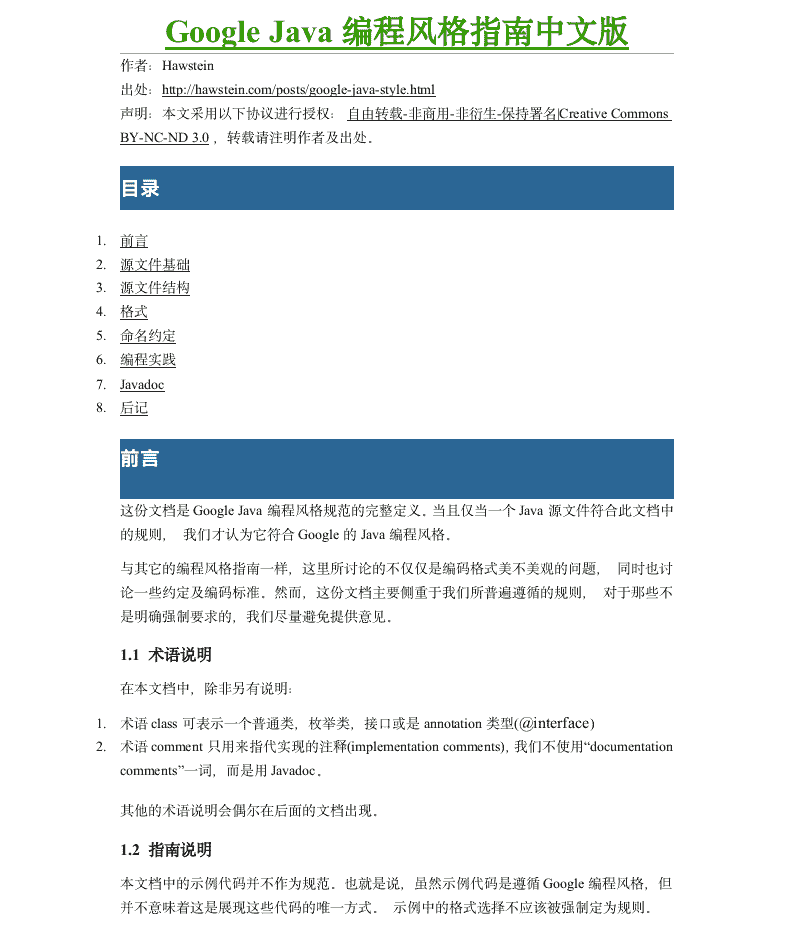 Google Java 编程风格指南中文版
作者：Hawstein
出处：http://hawstein.com/posts/google-java-style.html
声明：本文采用以下协议进行授权： 自由转载-非商用-非衍生-保持署名|Creative Commons
BY-NC-ND 3.0 ，转载请注明作者及出处。
目录
1. 前言
2. 源文件基础
3. 源文件结构
4. 格式
5. 命名约定
6. 编程实践
7. Javadoc
8. 后记
前言
这份文档是 Google Java 编程风格规范的完整定义。当且仅当一个 Java 源文件符合此文档中
的规则， 我们才认为它符合 Google 的 Java 编程风格。
与其它的编程风格指南一样，这里所讨论的不仅仅是编码格式美不美观的问题， 同时也讨
论一些约定及编码标准。然而，这份文档主要侧重于我们所普遍遵循的规则， 对于那些不
是明确强制要求的，我们尽量避免提供意见。
1.1 术语说明
在本文档中，除非另有说明：
1. 术语 class 可表示一个普通类，枚举类，接口或是 annotation 类型(@interface)
2. 术语 comment 只用来指代实现的注释(implementation comments)，我们不使用“documentation
comments”一词，而是用 Javadoc。
其他的术语说明会偶尔在后面的文档出现。
1.2 指南说明
本文档中的示例代码并不作为规范。也就是说，虽然示例代码是遵循 Google 编程风格，但
并不意味着这是展现这些代码的唯一方式。 示例中的格式选择不应该被强制定为规则。